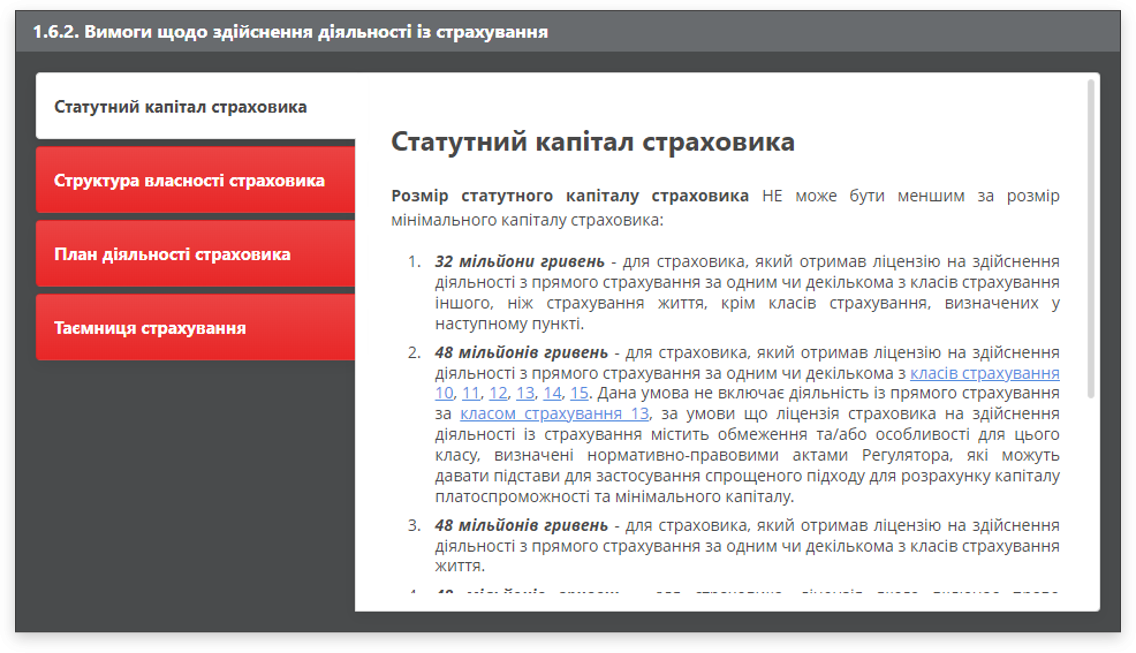 1.6.2. Вимоги щодо здійснення діяльності із страхування
Статутний капітал страховика
Структура власності страховика
План діяльності страховика
Таємниця страхування
Статутний капітал страховика
Розмір статутного капіталу страховика НЕ може бути меншим за розмір
мінімального капіталу страховика:
1. 32 мільйони гривень - для страховика, який отримав ліцензію на здійснення
діяльності з прямого страхування за одним чи декількома з класів страхування
іншого, ніж страхування життя, крім класів страхування, визначених у
наступному пункті.
2. 48 мільйонів гривень - для страховика, який отримав ліцензію на здійснення
діяльності з прямого страхування за одним чи декількома з класів страхування
10, 11, 12, 13, 14, 15. Дана умова не включає діяльність із прямого страхування
за класом страхування 13, за умови що ліцензія страховика на здійснення
діяльності із страхування містить обмеження та/або особливості для цього
класу, визначені нормативно-правовими актами Регулятора, які можуть
давати підстави для застосування спрощеного підходу для розрахунку капіталу
платоспроможності та мінімального капіталу.
3. 48 мільйонів гривень - для страховика, який отримав ліцензію на здійснення
діяльності з прямого страхування за одним чи декількома з класів страхування
життя.